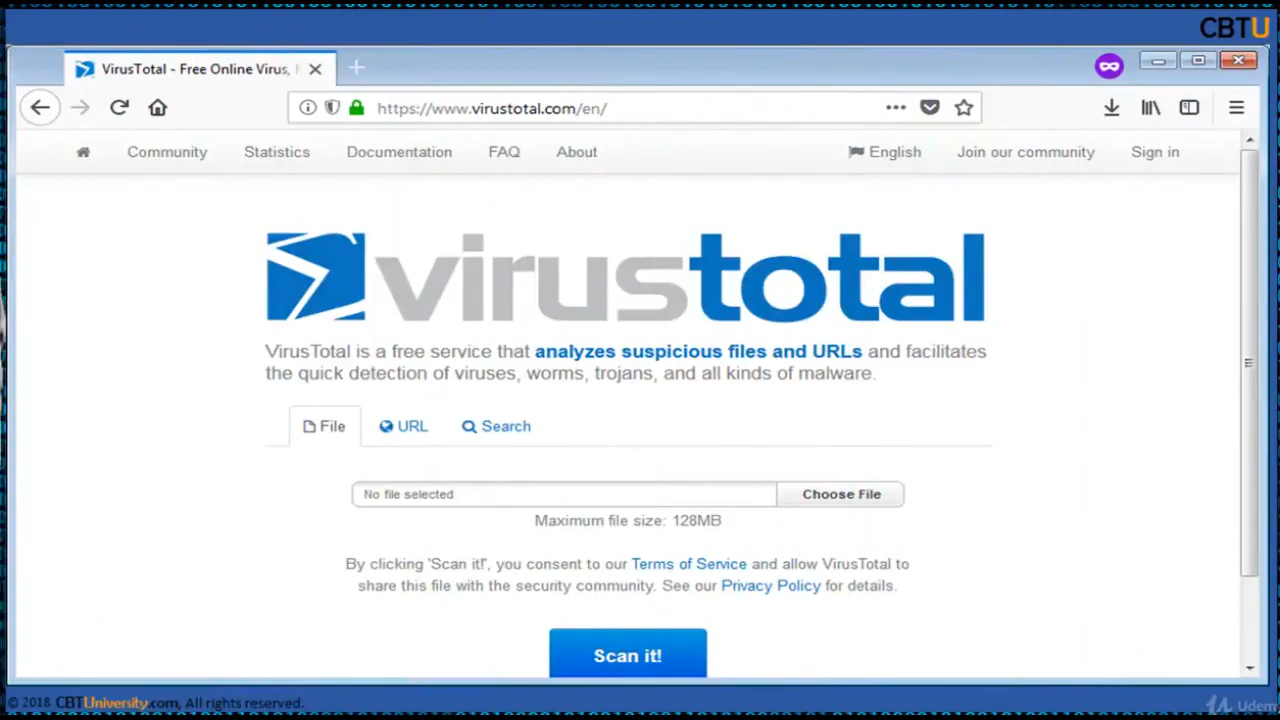 CBTU
VirusTotal - Free Online Virus,
https://www.virustotal.com/en/
Community Statistics Documentation FAQ About English Join our community Sign in
virustotal
VirusTotal is a free service that analyzes suspicious files and URLs and facilitates
the quick detection of viruses, worms, trojans, and all kinds of malware.
File URL Search
No file selected Choose File
Maximum file size: 128MB
By clicking 'Scan it!', you consent to our Terms of Service and allow VirusTotal to
share this file with the security community. See our Privacy Policy for details.
Scan it!
© 2018 CBTUniversity.com, All rights reserved.
Udemy